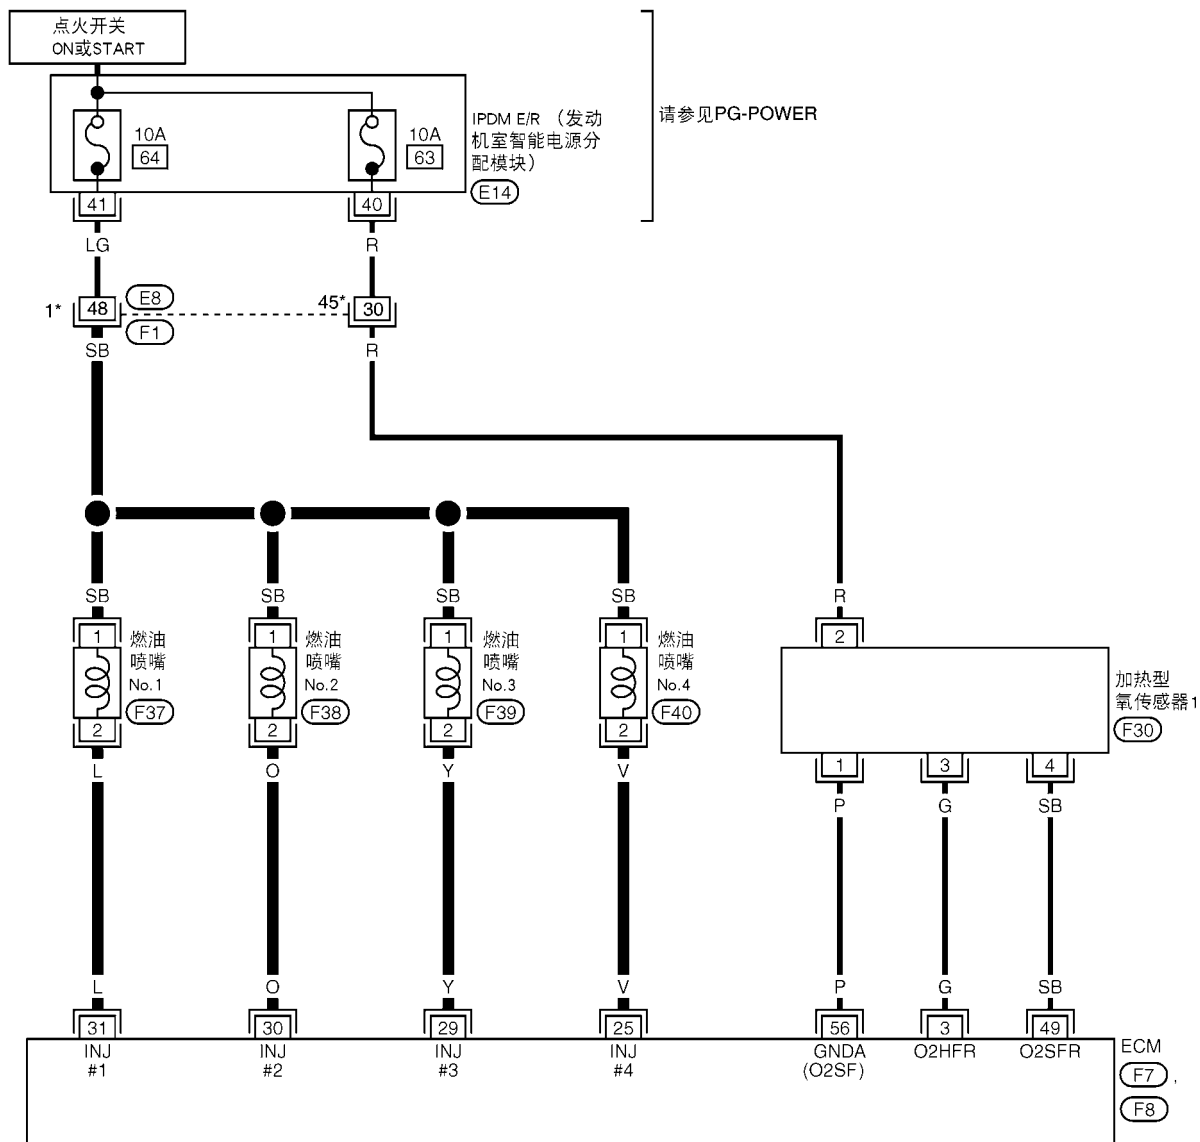 点火开关
ON或START
10A
64
10A
63
IPDM E/R （发动
机室智能电源分
配模块）
E14
请参见PG-POWER
41
40
LG
R
1*
48
E8
F1
45*
30
SB
R
SB
SB
SB
SB
R
1
1
1
1
2
燃油
喷嘴
No.1
F37
燃油
喷嘴
No.2
F38
燃油
喷嘴
No.3
F39
燃油
喷嘴
No.4
F40
加热型
氧传感器1
F30
2
2
2
2
1
3
4
L
O
Y
V
P
G
SB
L
O
Y
V
P
G
SB
31
30
29
25
56
3
49
INJ
#1
INJ
#2
INJ
#3
INJ
#4
GNDA
(O2SF)
O2HFR
O2SFR
ECM
F7 ,
F8